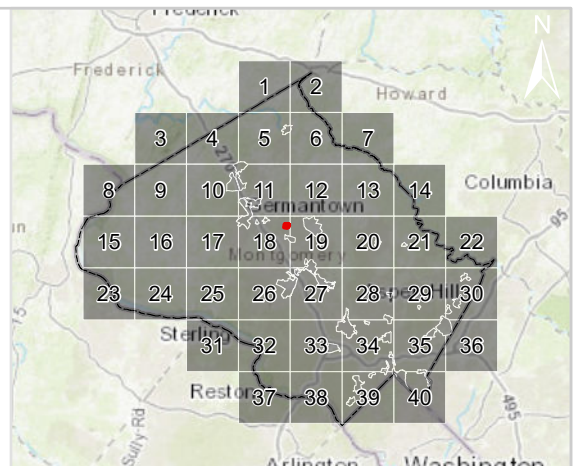 Frederick
N
Frederick
1 2
Howard
3 4 5 6 7
270
8 9 10 11 12 13 14
Columbia
Germantown
95
15 16 17 18 19 20 21 22
Montgomery
23 24 25 26 27 28 29 30
Aspen Hill
15
Sterling
31 32 33 34 35 36
Reston
37 38 39 40
495
Sully Rd
Arlington
Washington